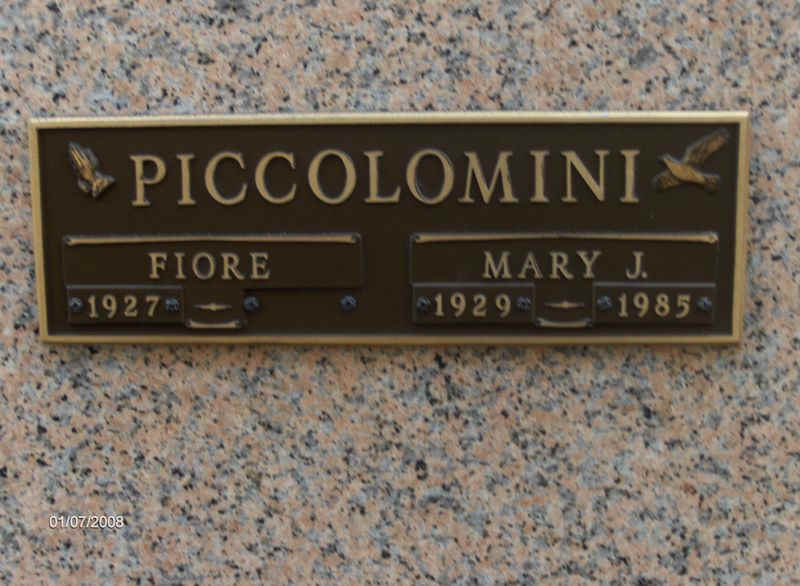 PICCOLOMINI
FIORE
MARY J.
1927
1929 1985
01/07/2008